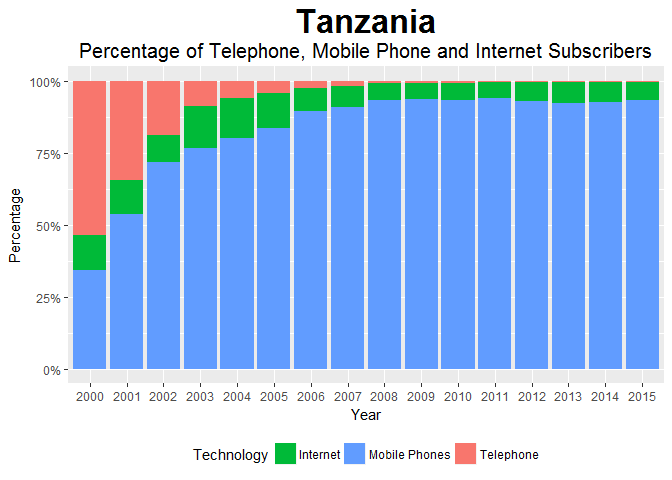 Tanzania
Percentage of Telephone, Mobile Phone and Internet Subscribers
Percentage
100%
75%
50%
25%
0%
2000 2001 2002 2003 2004 2005 2006 2007 2008 2009 2010 2011 2012 2013 2014 2015
Year
Technology Internet Mobile Phones Telephone